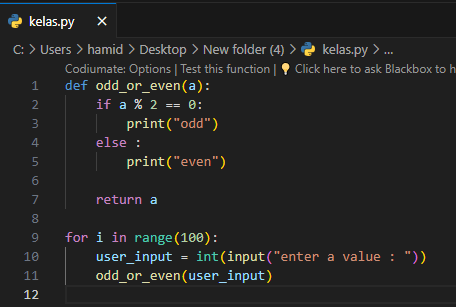 kelas.py
C: > Users > hamid > Desktop > New folder (4) > kelas.py > ...
Codiumate: Options | Test this function | 💡 Click here to ask Blackbox to h
1 def odd_or_even(a):
2     if a % 2 == 0:
3         print("odd")
4     else :
5         print("even")
6
7     return a
8
9 for i in range(100):
10     user_input = int(input("enter a value : "))
11     odd_or_even(user_input)
12